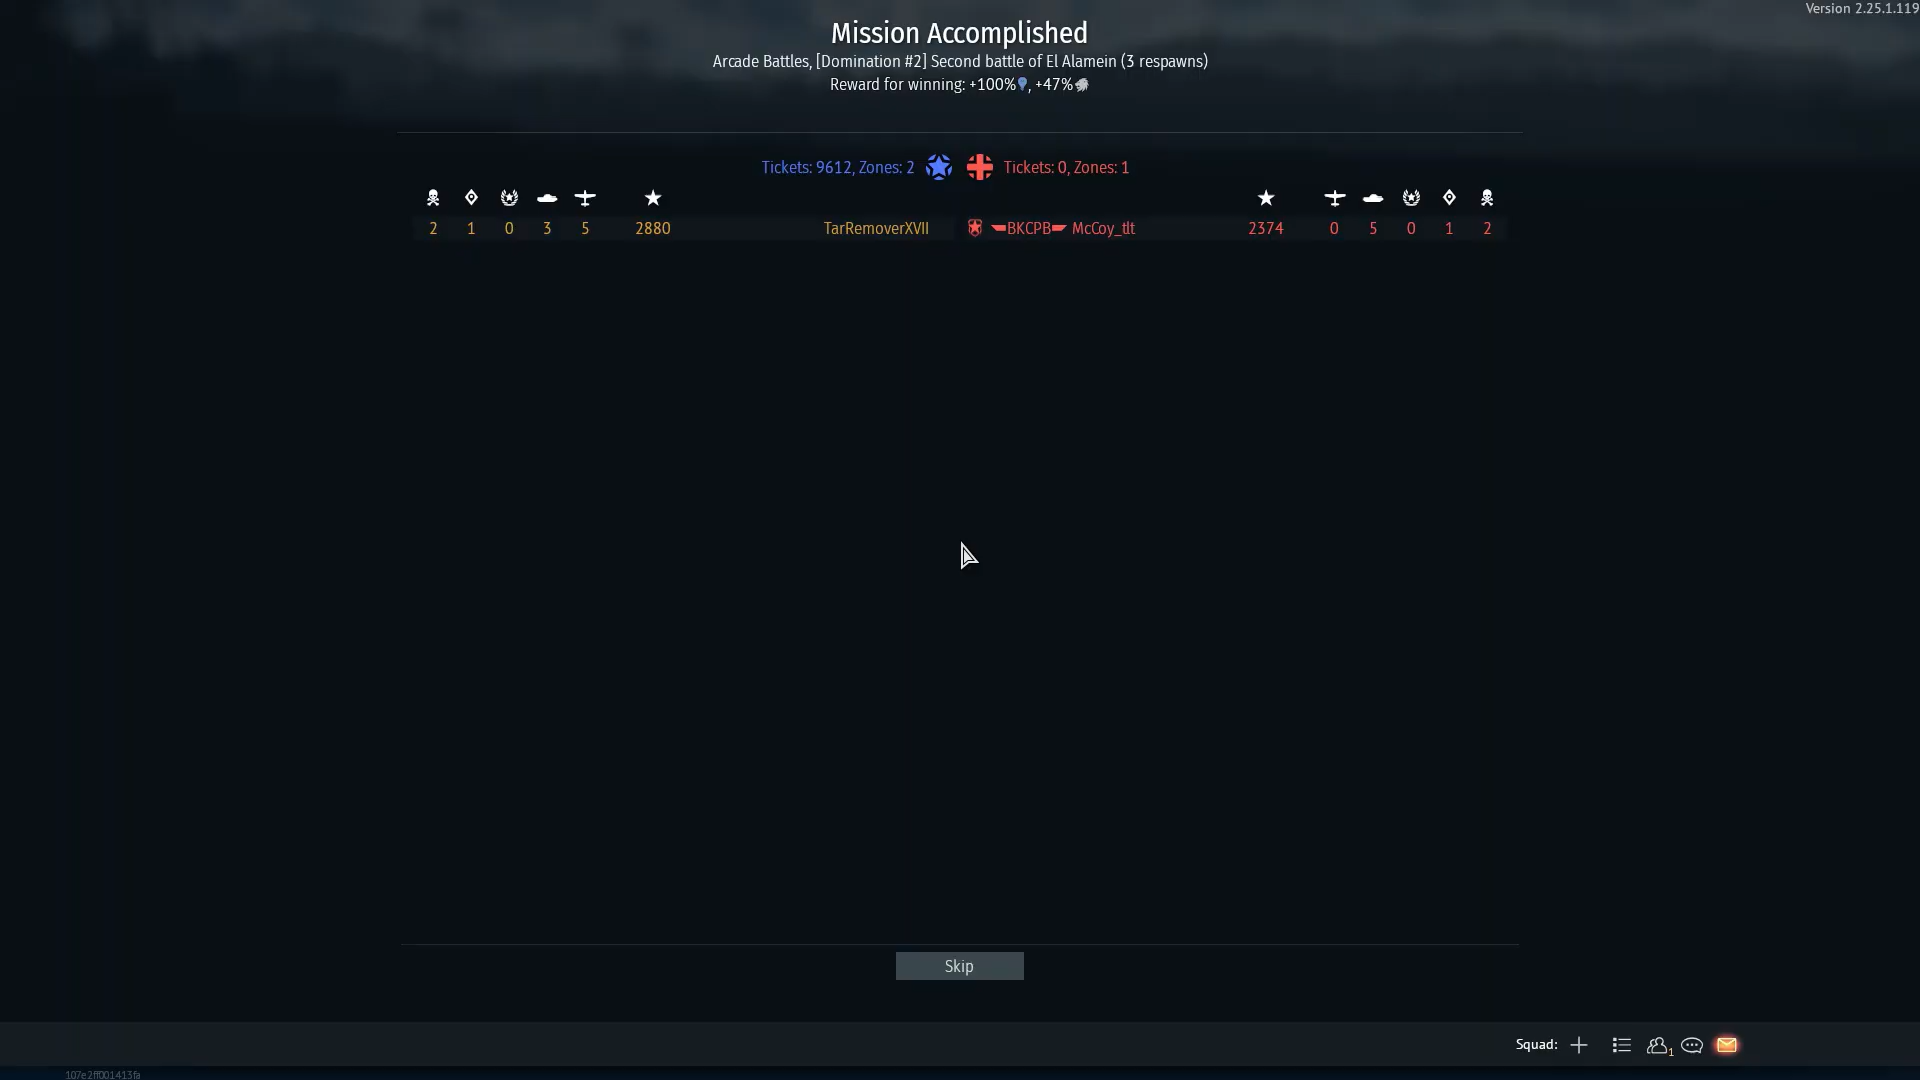 Version 2.25.1.119
Mission Accomplished
Arcade Battles, [Domination #2] Second battle of El Alamein (3 respawns)
Reward for winning: +100%, +47%
Tickets: 9612, Zones: 2 Tickets: 0, Zones: 1
2 1 0 3 5 2880 TarRemoverXVII BKCPB McCoy_tlt 2374 0 5 0 1 2
Skip
Squad: + 1
107e2ff001413fa